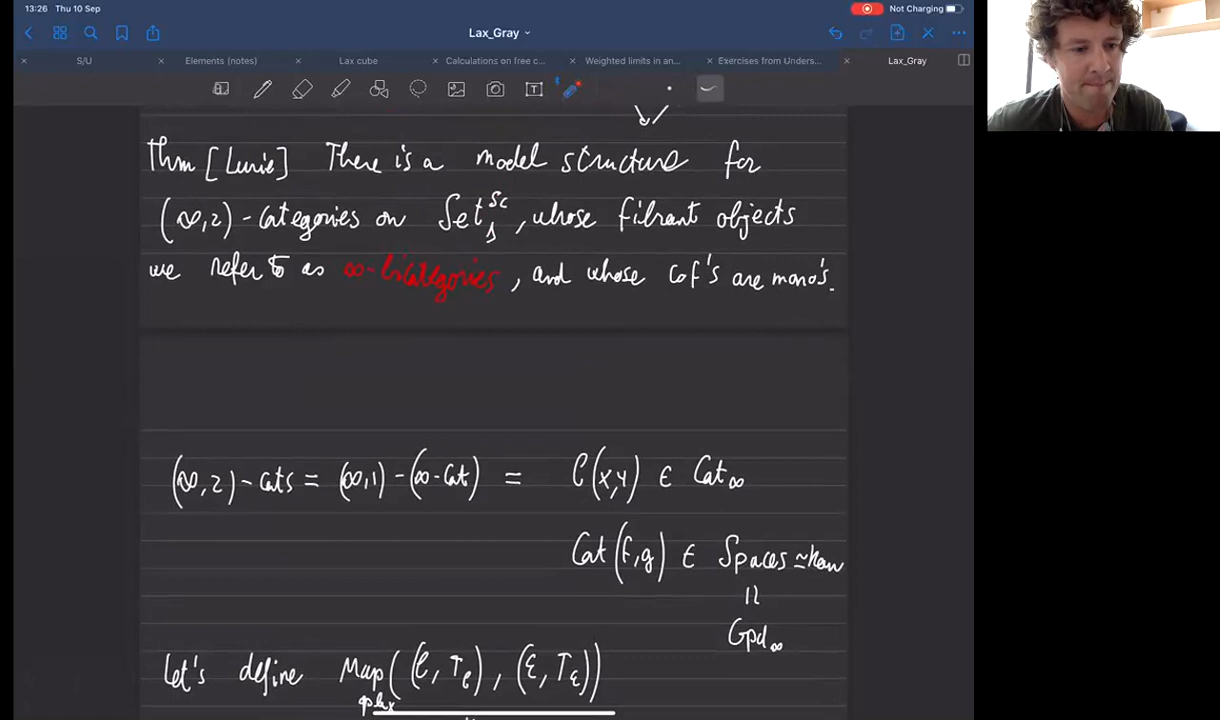 13:26 Thu 10 Sep
Not Charging
Lax_Gray
S/U
Elements (notes)
Lax cube
Calculations on free c...
Weighted limits in an...
Exercises from Unders...
Lax_Gray
Thm [Lurie] There is a model structure for
(∞,2)-categories on Set_Δ^sc, whose fibrant objects
we refer to as ∞-bicategories, and whose cof's are mono's.
(∞,2)-cats = (∞,1)-(∞-Cat) = C(x,y) ∈ Cat_∞
Cat(f,g) ∈ Spaces ≃ Kan
Gpd_∞
Let's define Map((C, T_C), (E, T_E))